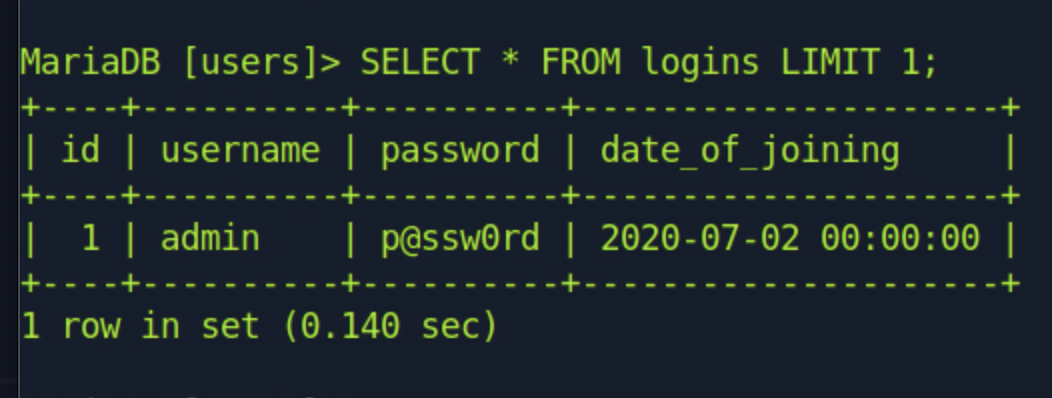 MariaDB [users]> SELECT * FROM logins LIMIT 1;
+----+----------+----------+---------------------+
| id | username | password | date_of_joining     |
+----+----------+----------+---------------------+
|  1 | admin    | p@ssw0rd | 2020-07-02 00:00:00 |
+----+----------+----------+---------------------+
1 row in set (0.140 sec)